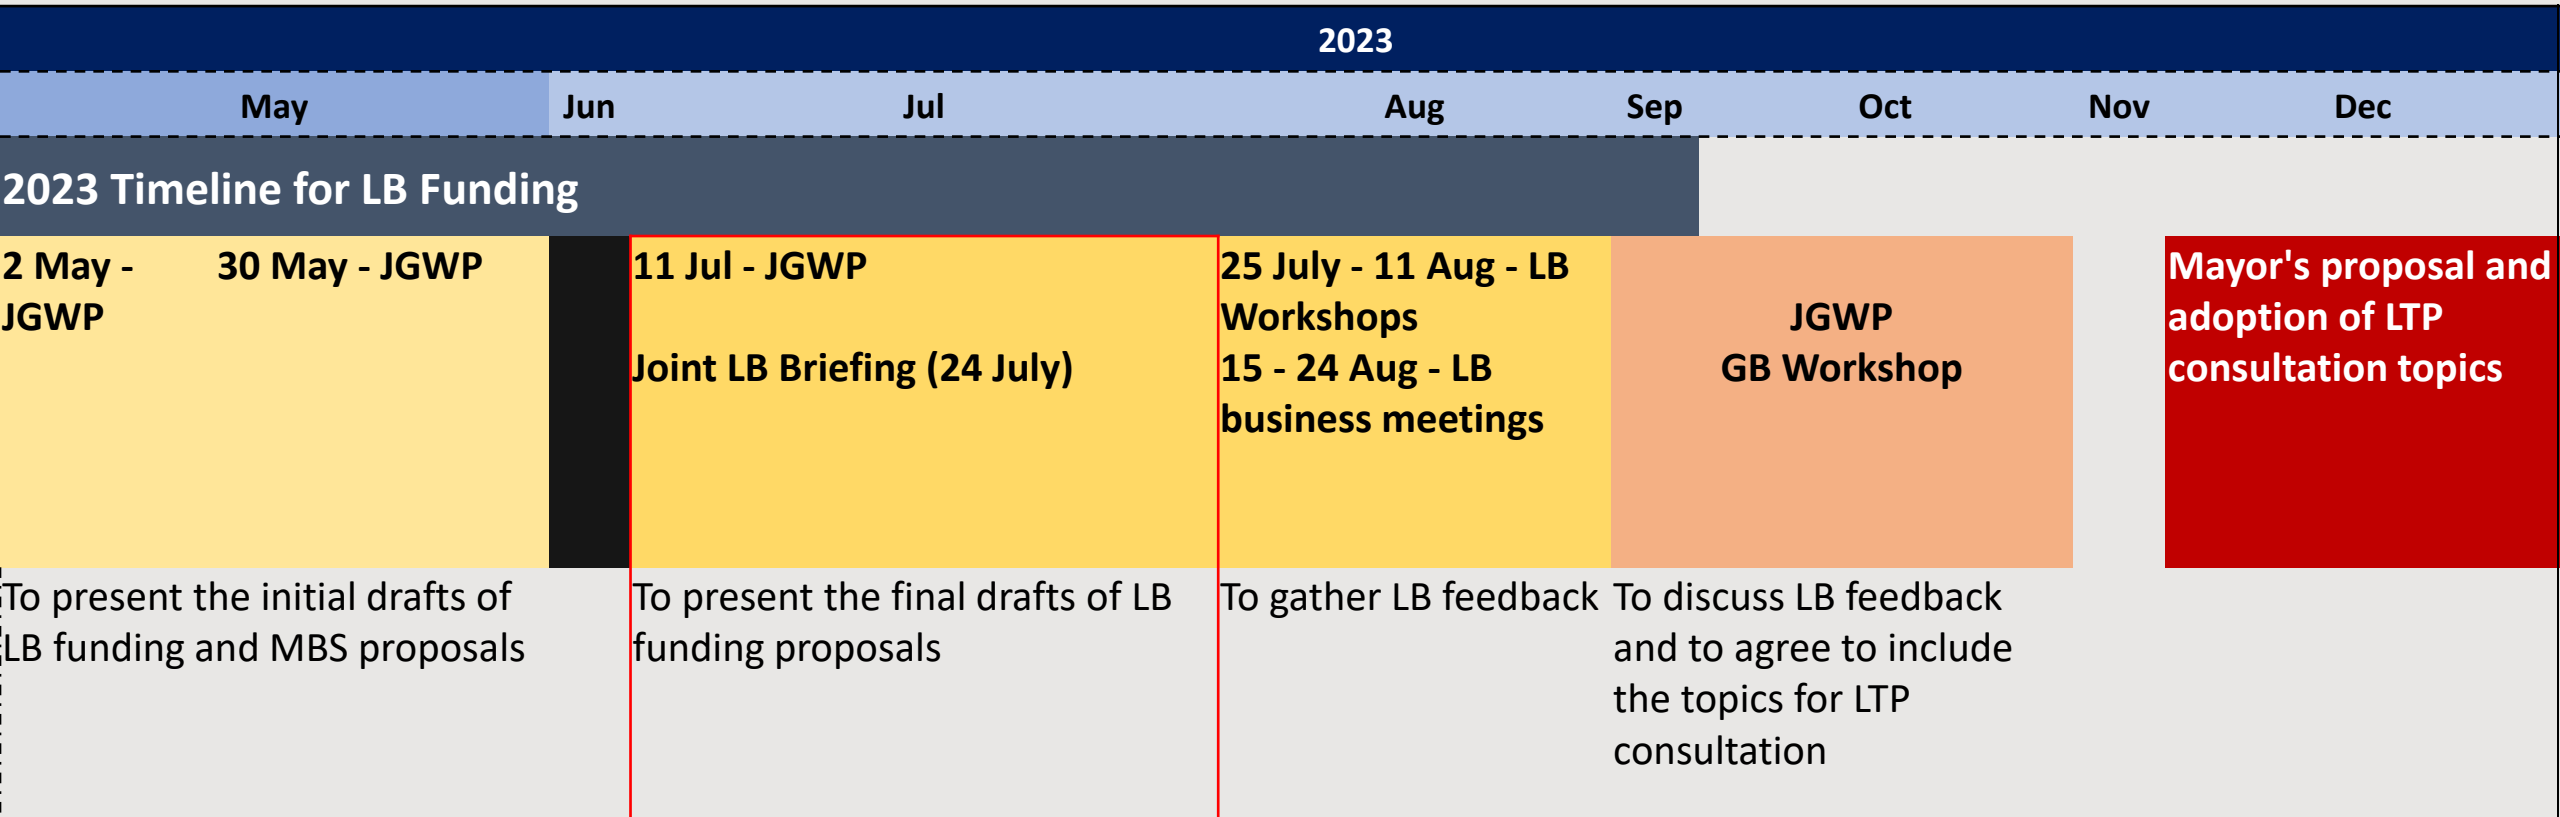 2023
May Jun Jul Aug Sep Oct Nov Dec
2023 Timeline for LB Funding
2 May -
JGWP
30 May - JGWP
11 Jul - JGWP
Joint LB Briefing (24 July)
25 July - 11 Aug - LB
Workshops
15 - 24 Aug - LB
business meetings
JGWP
GB Workshop
Mayor's proposal and
adoption of LTP
consultation topics
To present the initial drafts of
LB funding and MBS proposals
To present the final drafts of LB
funding proposals
To gather LB feedback
To discuss LB feedback
and to agree to include
the topics for LTP
consultation